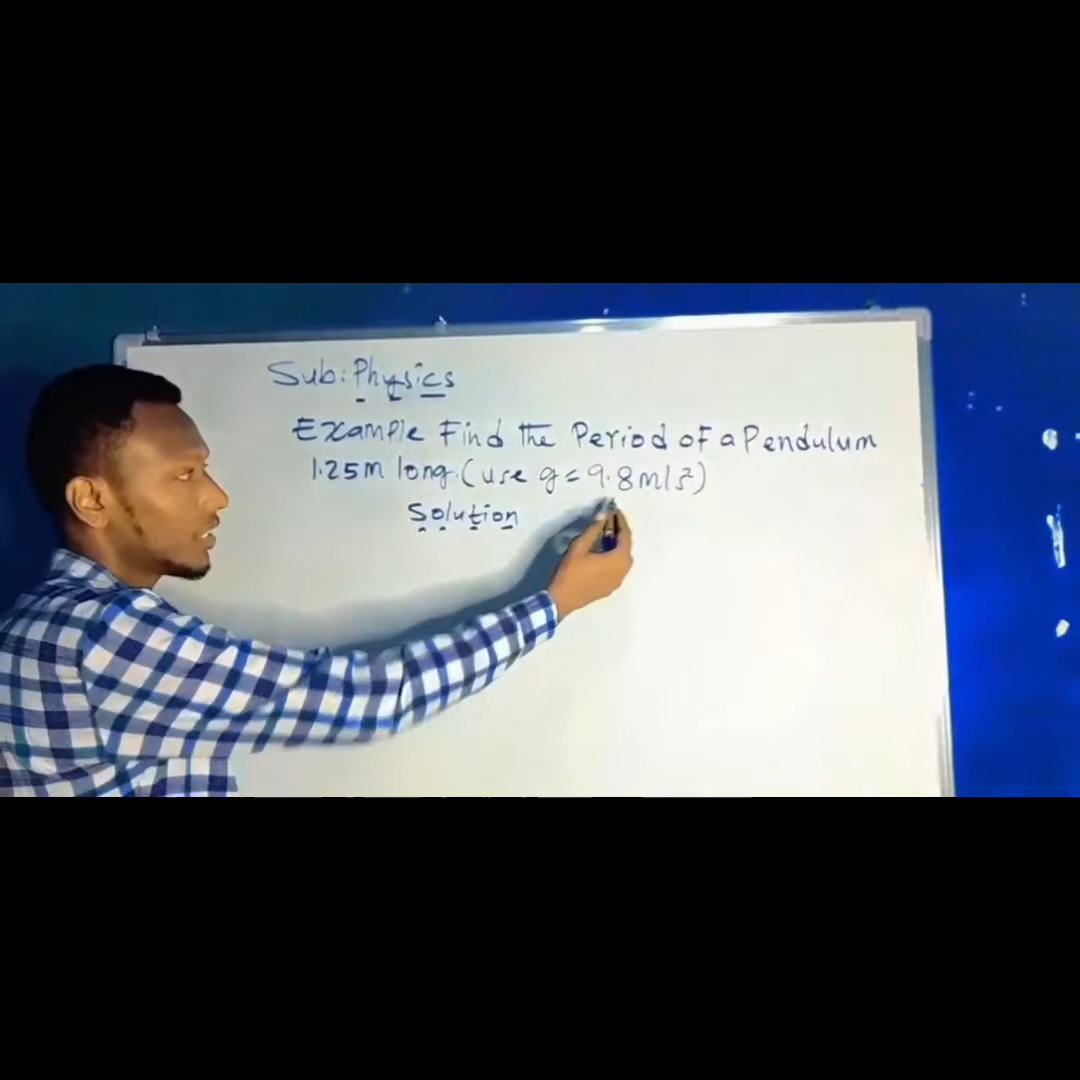 Sub: Physics
Example Find the Period of a Pendulum
1.25m long. (use g = 9.8m/s²)
Solution